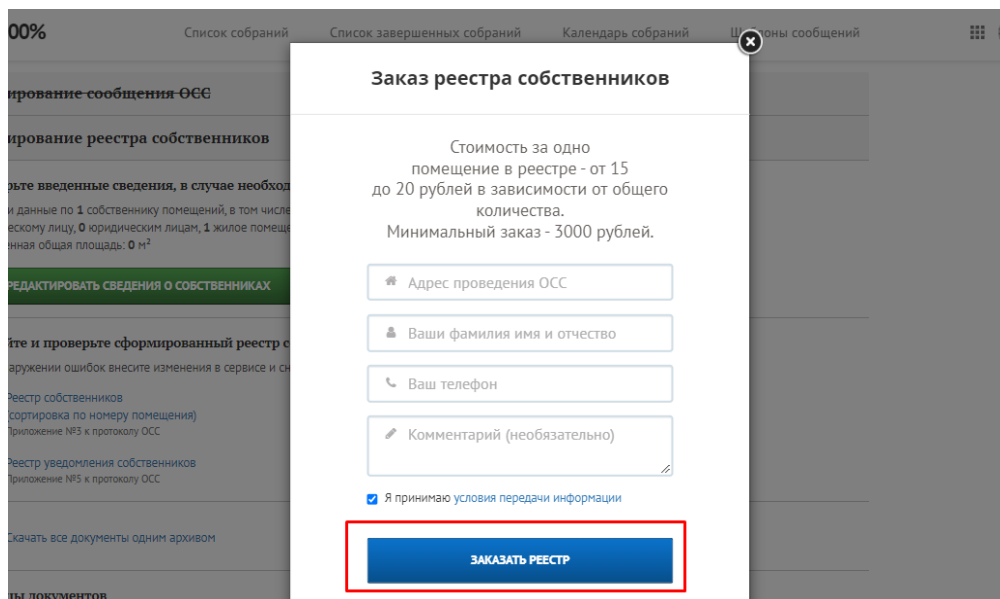 00%
Список собраний
Список завершенных собраний
Календарь собраний
Шаблоны сообщений
Заказ реестра собственников
Стоимость за одно
помещение в реестре - от 15
до 20 рублей в зависимости от общего
количества.
Минимальный заказ - 3000 рублей.
Адрес проведения ОСС
Ваши фамилия имя и отчество
Ваш телефон
Комментарий (необязательно)
Я принимаю условия передачи информации
ЗАКАЗАТЬ РЕЕСТР
ирование сообщения ОСС
ирование реестра собственников
рьте введенные сведения, в случае необход
и данные по 1 собственнику помещений, в том числе
ескому лицу, 0 юридическим лицам, 1 жилое помеще
енная общая площадь: 0 м²
РЕДАКТИРОВАТЬ СВЕДЕНИЯ О СОБСТВЕННИКАХ
йте и проверьте сформированный реестр с
аружении ошибок внесите изменения в сервисе и сн
Реестр собственников
(сортировка по номеру помещения)
Приложение №3 к протоколу ОСС
Реестр уведомления собственников
Приложение №5 к протоколу ОСС
Скачать все документы одним архивом
цы документов